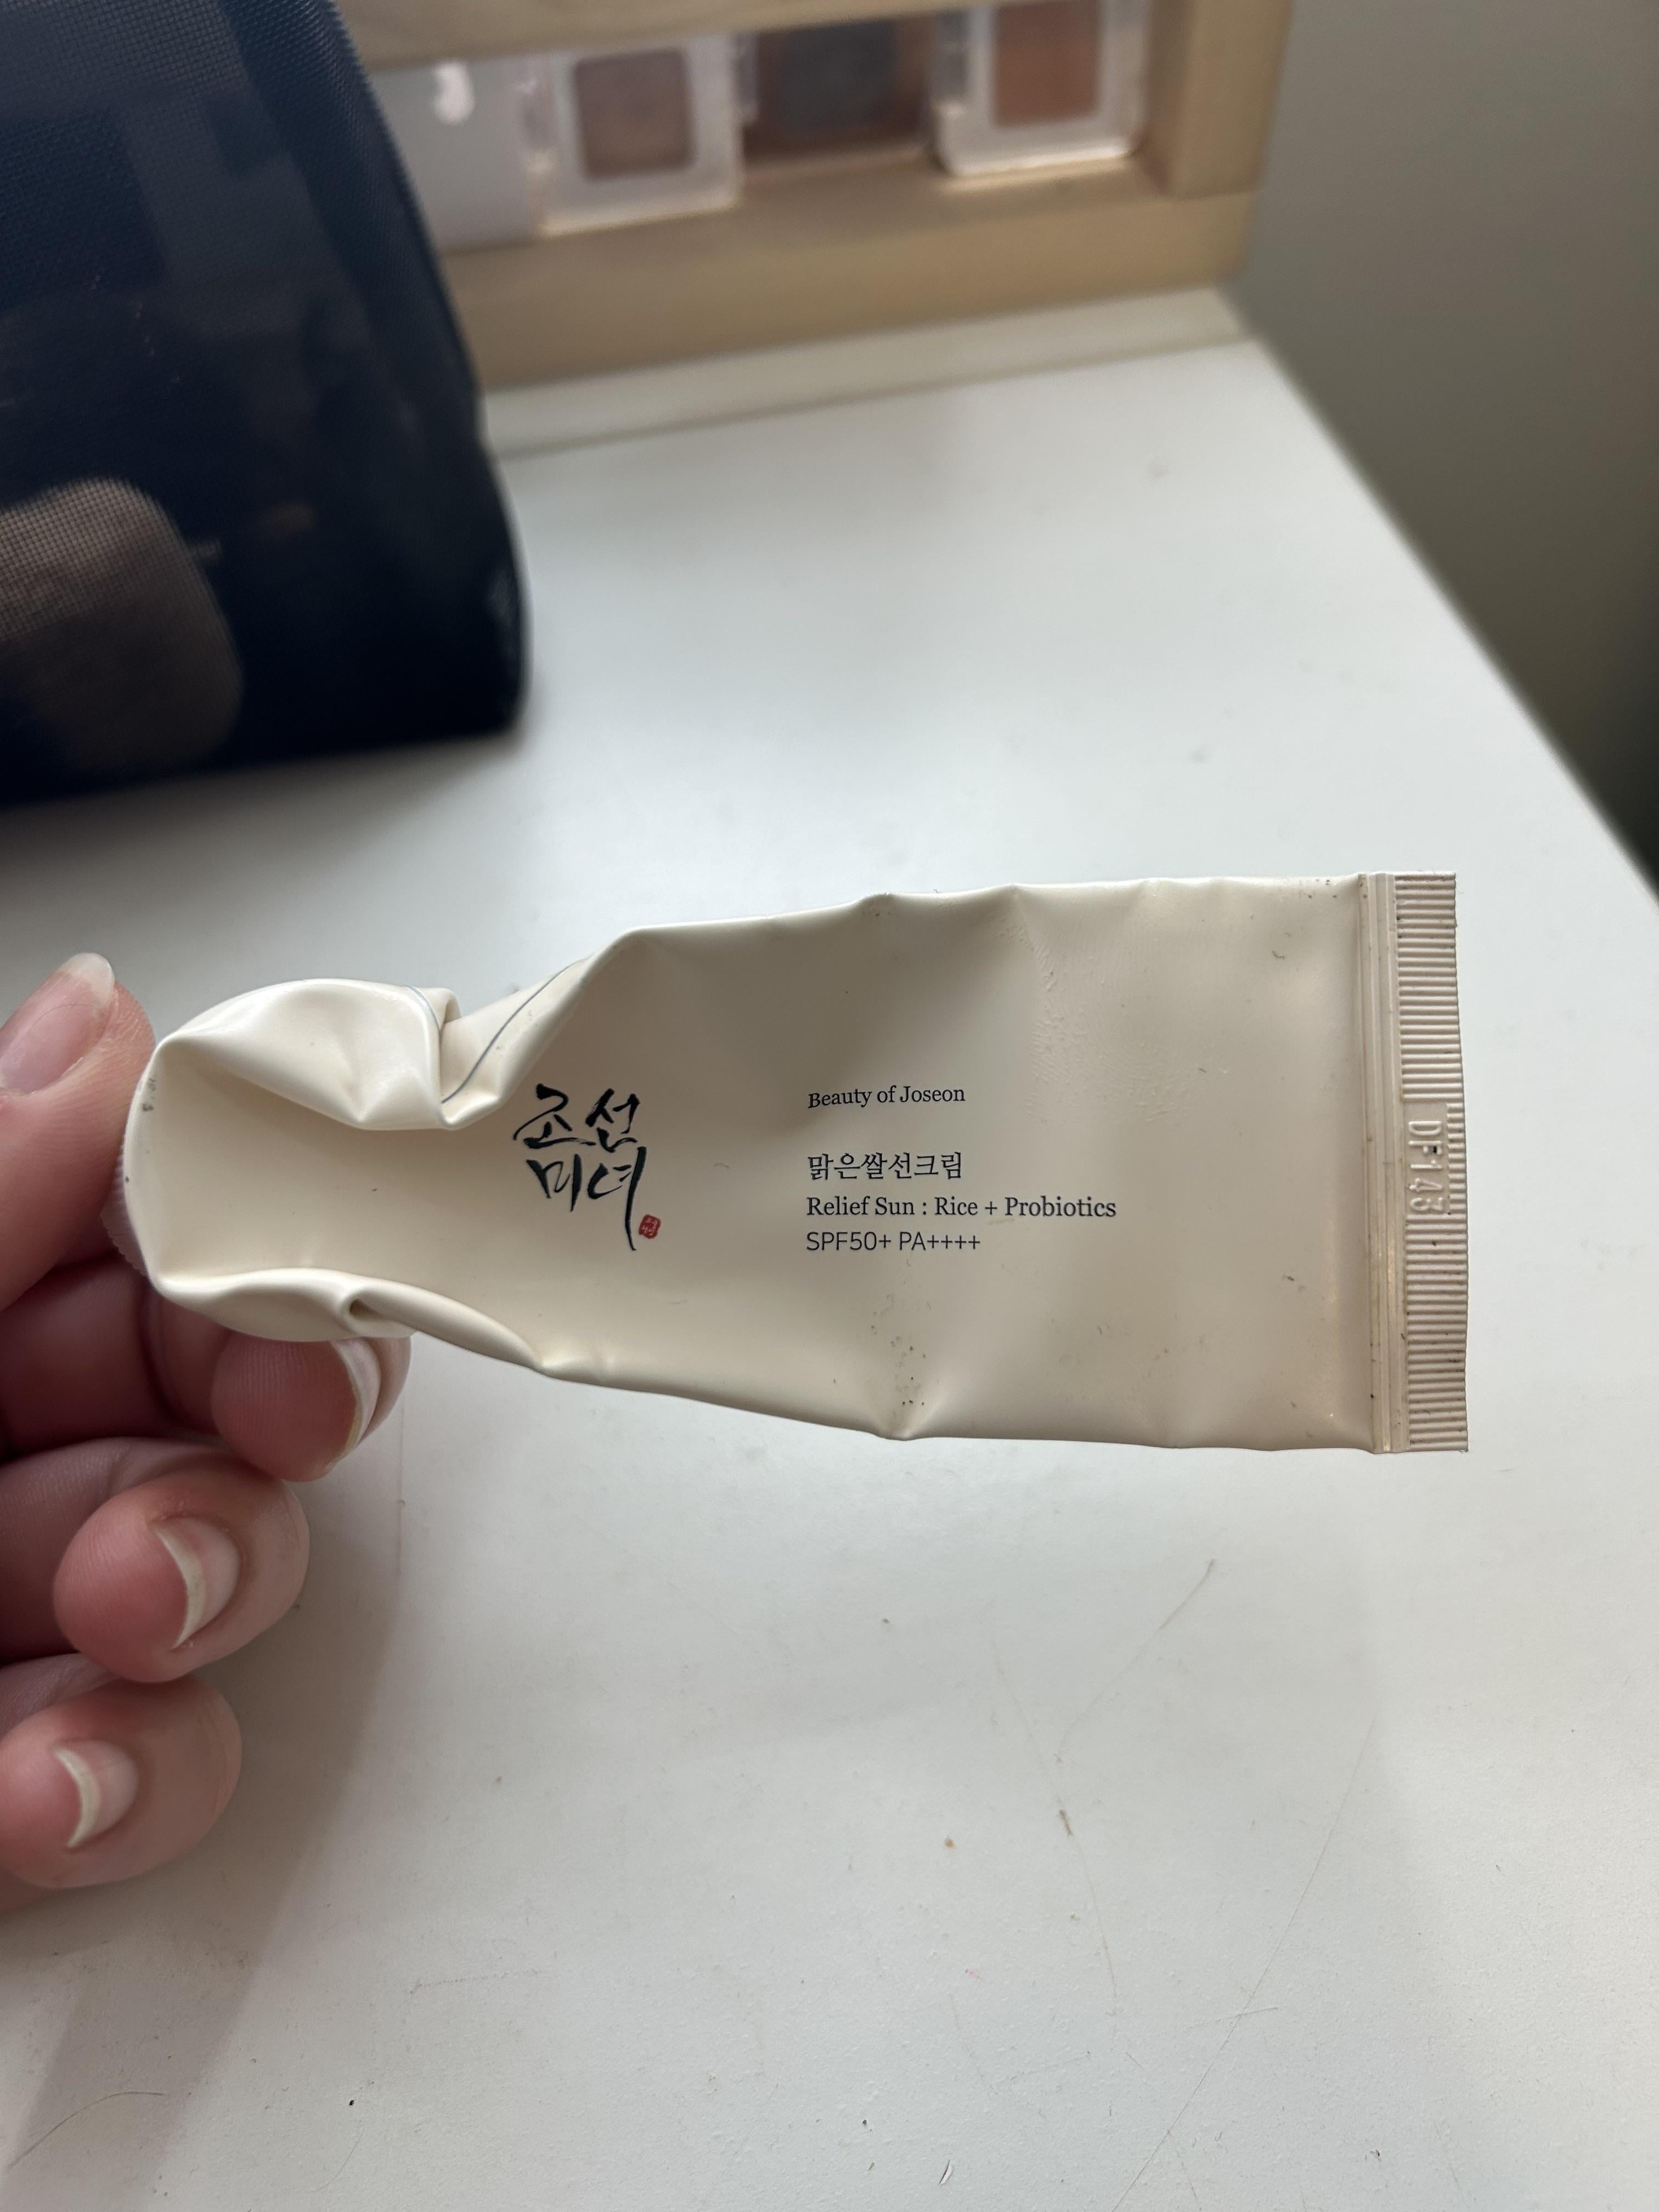 조선
미녀
Beauty of Joseon
맑은쌀선크림
Relief Sun : Rice + Probiotics
SPF50+ PA++++
DF143